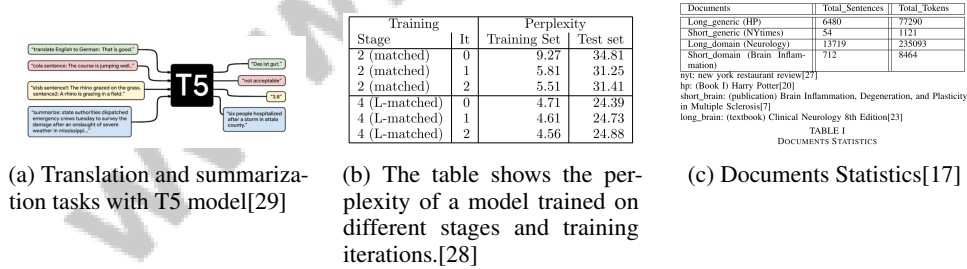 "translate English to German: That is good."
"cola sentence: The course is jumping well."
"stsb sentence1: The rhino grazed on the grass.
sentence2: A rhino is grazing in a field."
"summarize: state authorities dispatched
emergency crews tuesday to survey the
damage after an onslaught of severe
weather in mississippi…"
T5
"Das ist gut."
"not acceptable"
"3.8"
"six people hospitalized
after a storm in attala
county."
(a) Translation and summariza-
tion tasks with T5 model[29]
Training Perplexity
Stage It Training Set Test set
2 (matched) 0 9.27 34.81
2 (matched) 1 5.81 31.25
2 (matched) 2 5.51 31.41
4 (L-matched) 0 4.71 24.39
4 (L-matched) 1 4.61 24.73
4 (L-matched) 2 4.56 24.88
(b) The table shows the per-
plexity of a model trained on
different stages and training
iterations.[28]
Documents Total_Sentences Total_Tokens
Long_generic (HP) 6480 77290
Short_generic (NYtimes) 54 1121
Long_domain (Neurology) 13719 235093
Short_domain (Brain Inflam- 712 8464
mation)
nyt: new york restaurant review[27]
hp: (Book I) Harry Potter[20]
short_brain: (publication) Brain Inflammation, Degeneration, and Plasticity
in Multiple Sclerosis[7]
long_brain: (textbook) Clinical Neurology 8th Edition[23]
TABLE I
DOCUMENTS STATISTICS
(c) Documents Statistics[17]